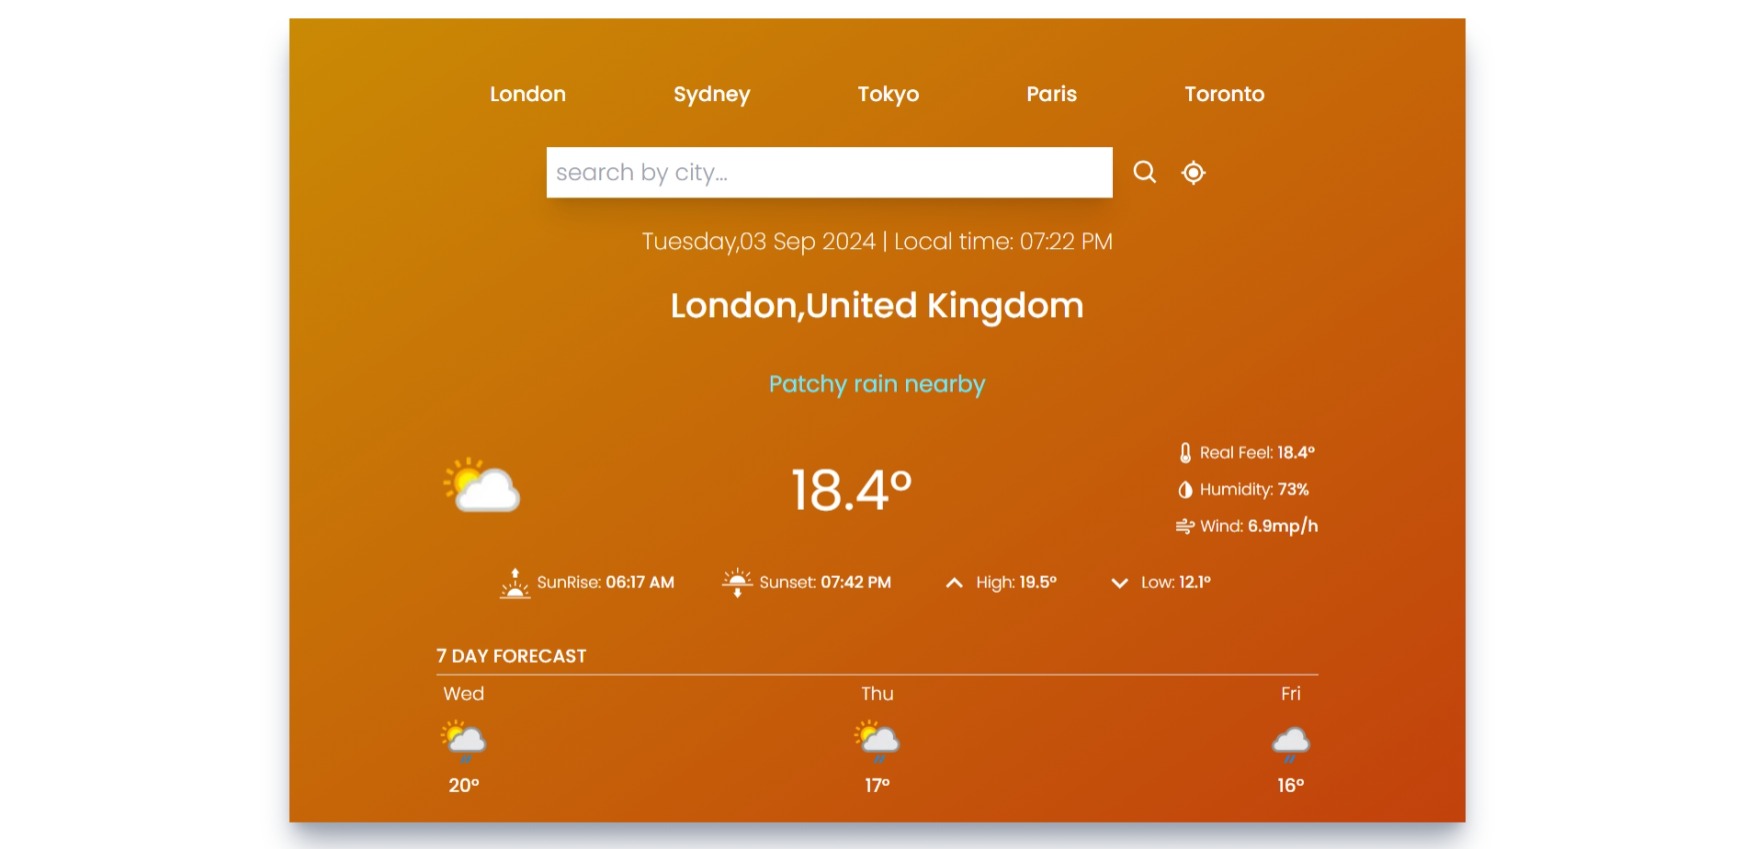 London Sydney Tokyo Paris Toronto
search by city...
Tuesday,03 Sep 2024 | Local time: 07:22 PM
London,United Kingdom
Patchy rain nearby
18.4°
Real Feel: 18.4°
Humidity: 73%
Wind: 6.9mp/h
SunRise: 06:17 AM Sunset: 07:42 PM High: 19.5° Low: 12.1°
7 DAY FORECAST
Wed Thu Fri
20° 17° 16°